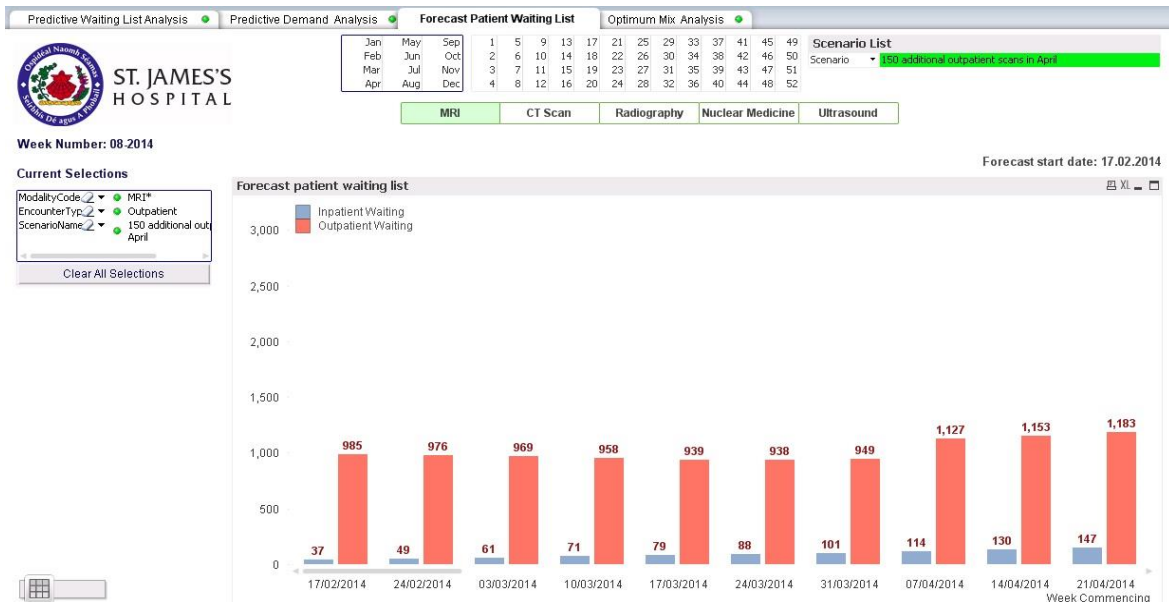 Predictive Waiting List Analysis
Predictive Demand Analysis
Forecast Patient Waiting List
Optimum Mix Analysis
Ospidéal Naomh Séamas
Seirbhís Dé agus A Phobail
ST. JAMES'S
HOSPITAL
Jan May Sep
Feb Jun Oct
Mar Jul Nov
Apr Aug Dec
1 5 9 13 17 21 25 29 33 37 41 45 49
2 6 10 14 18 22 26 30 34 38 42 46 50
3 7 11 15 19 23 27 31 35 39 43 47 51
4 8 12 16 20 24 28 32 36 40 44 48 52
Scenario List
Scenario 150 additional outpatient scans in April
MRI CT Scan Radiography Nuclear Medicine Ultrasound
Week Number: 08-2014
Forecast start date: 17.02.2014
Current Selections
ModalityCode MRI*
EncounterTyp Outpatient
ScenarioName 150 additional out
April
Clear All Selections
Forecast patient waiting list
XL
Inpatient Waiting
Outpatient Waiting
3,000
2,500
2,000
1,500
1,000
500
0
985 976 969 958 939 938 949 1,127 1,153 1,183
37 49 61 71 79 88 101 114 130 147
17/02/2014 24/02/2014 03/03/2014 10/03/2014 17/03/2014 24/03/2014 31/03/2014 07/04/2014 14/04/2014 21/04/2014
Week Commencing